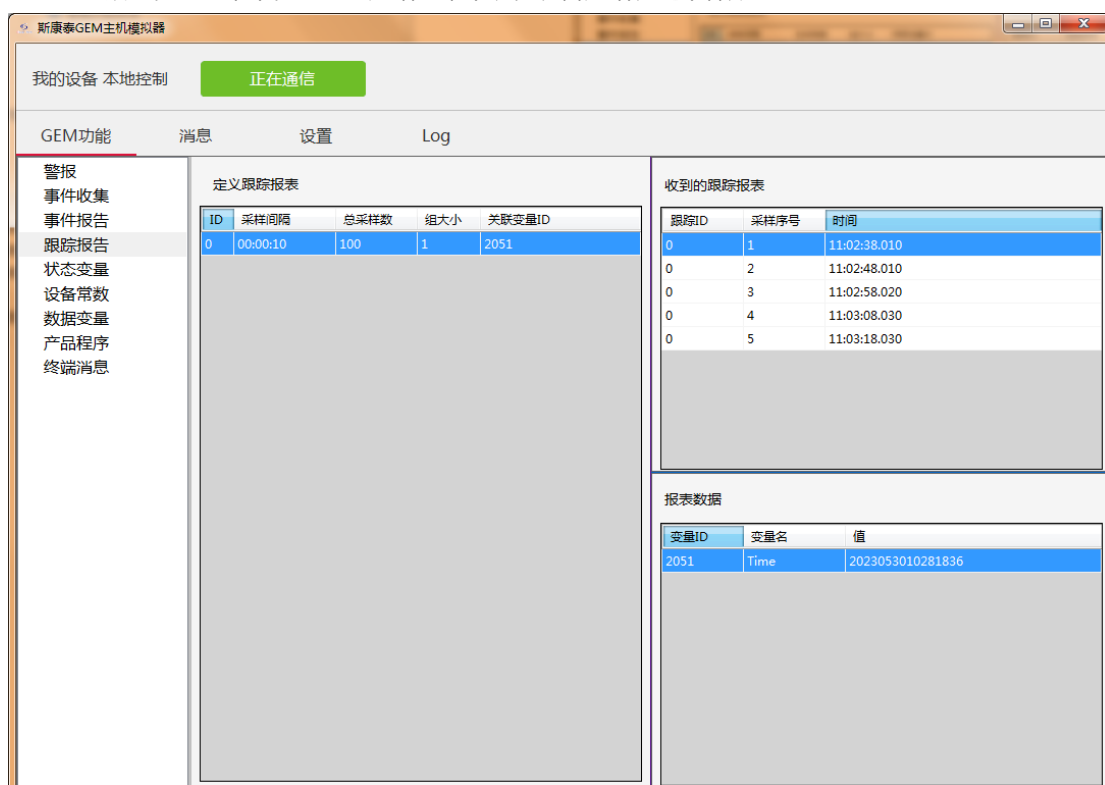 斯康泰GEM主机模拟器
我的设备 本地控制 正在通信
GEM功能 消息 设置 Log
警报
事件收集
事件报告
跟踪报告
状态变量
设备常数
数据变量
产品程序
终端消息
定义跟踪报表
ID 采样间隔 总采样数 组大小 关联变量ID
0 00:00:10 100 1 2051
收到的跟踪报表
跟踪ID 采样序号 时间
0 1 11:02:38.010
0 2 11:02:48.010
0 3 11:02:58.020
0 4 11:03:08.030
0 5 11:03:18.030
报表数据
变量ID 变量名 值
2051 Time 2023053010281836